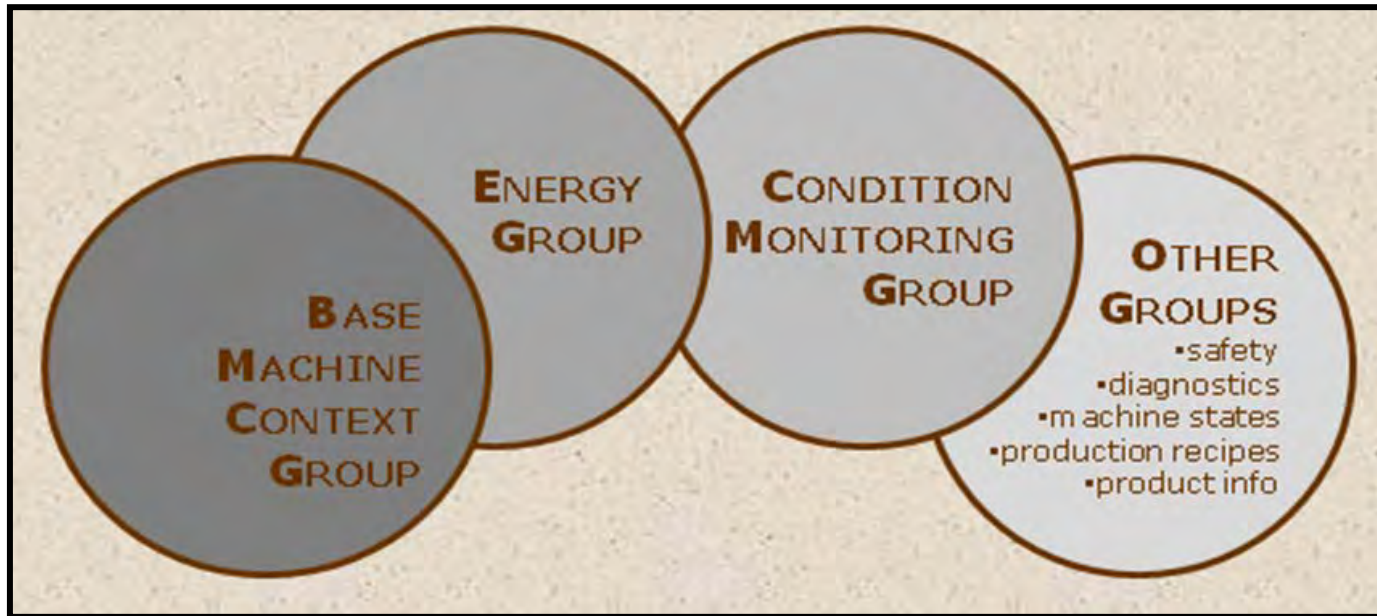 BASE
MACHINE
CONTEXT
GROUP
ENERGY
GROUP
CONDITION
MONITORING
GROUP
OTHER
GROUPS
▪safety
▪diagnostics
▪machine states
▪production recipes
▪product info